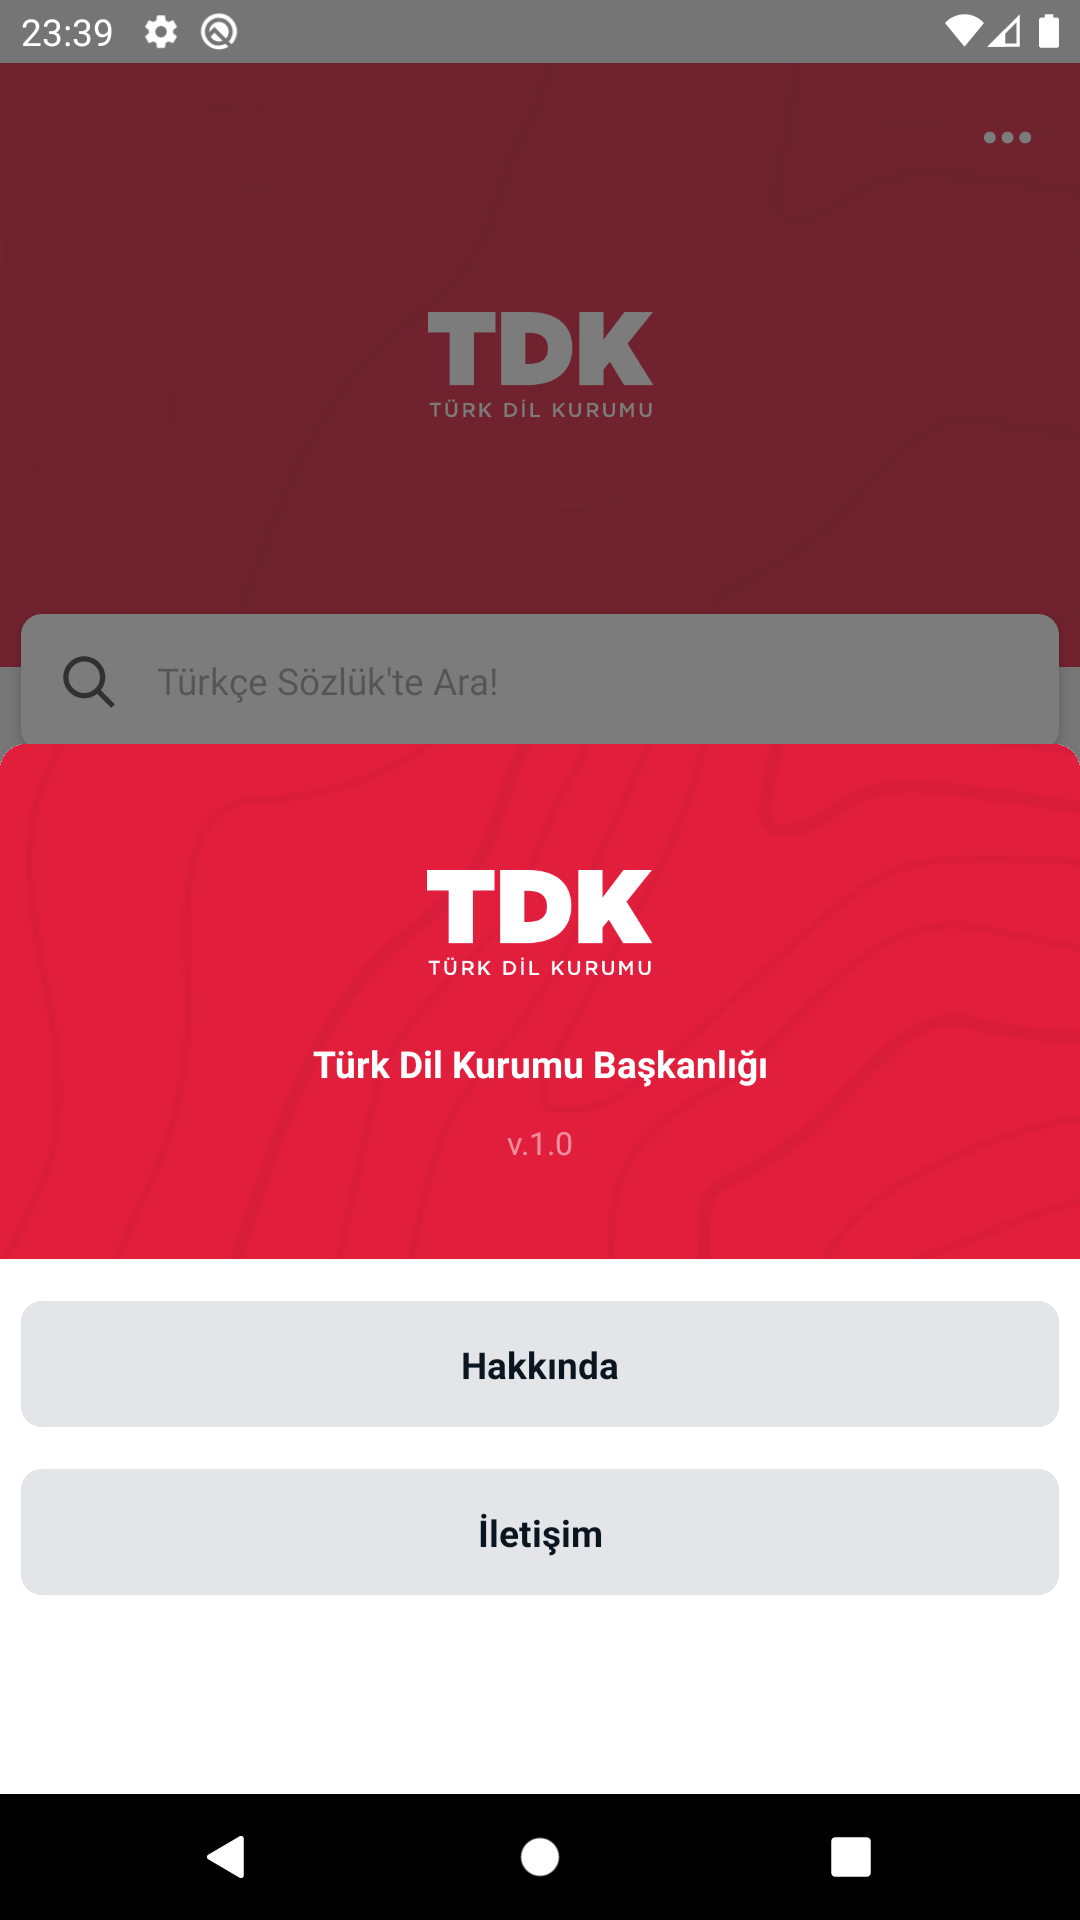 23:39
TDK
TÜRK DİL KURUMU
Türkçe Sözlük'te Ara!
TDK
TÜRK DİL KURUMU
Türk Dil Kurumu Başkanlığı
v.1.0
Hakkında
İletişim